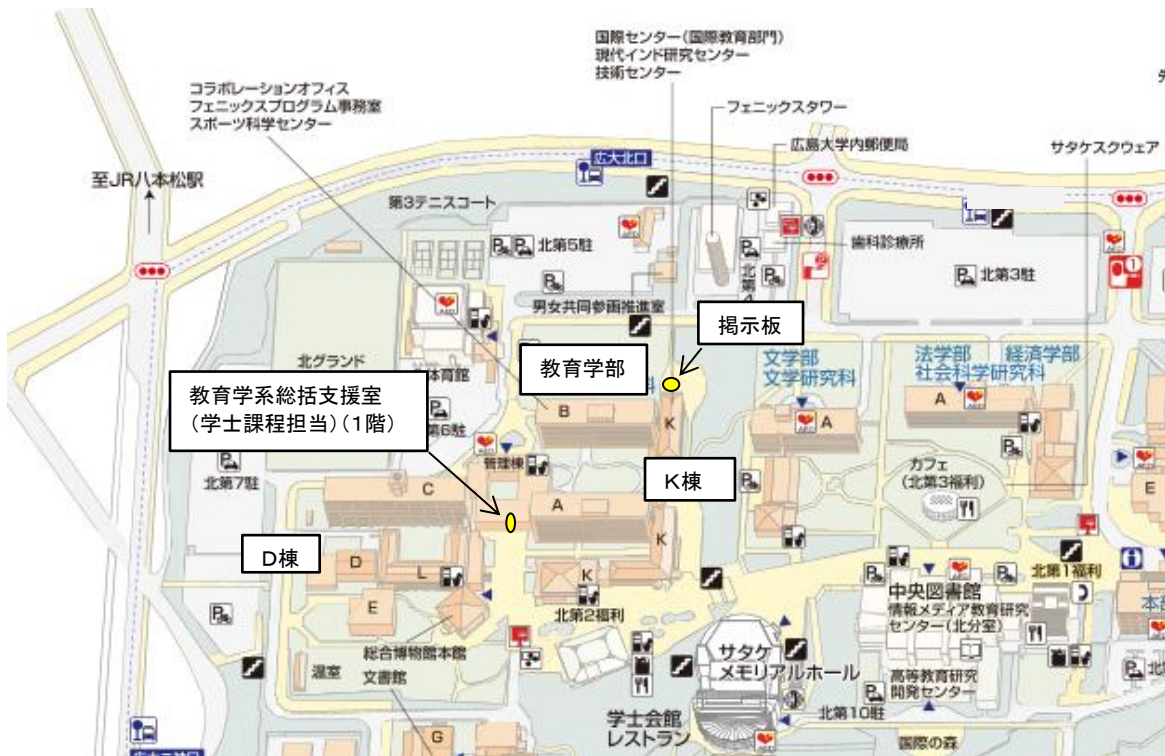 国際センター(国際教育部門)
現代インド研究センター
技術センター
コラボレーションオフィス
フェニックスプログラム事務室
スポーツ科学センター
フェニックスタワー
広島大学内郵便局
サタケスクウェア
広大北口
至JR八本松駅
第3テニスコート
北第5駐
歯科診療所
北第3駐
北第4
男女共同参画推進室
掲示板
教育学部
文学部
文学研究科
法学部
経済学部
社会科学研究科
北グランド
体育館
教育学系総括支援室
(学士課程担当)(1階)
B
K
A
A
第6駐
管理棟
北第7駐
C
A
K棟
カフェ
(北第3福利)
E
K
D棟
D
L
K
E
北第2福利
北第1福利
中央図書館
情報メディア教育研究
センター(北分室)
総合博物館本館
文書館
温室
サタケ
メモリアルホール
高等教育研究
開発センター
北第10駐
学士会館
レストラン
国際の森
G